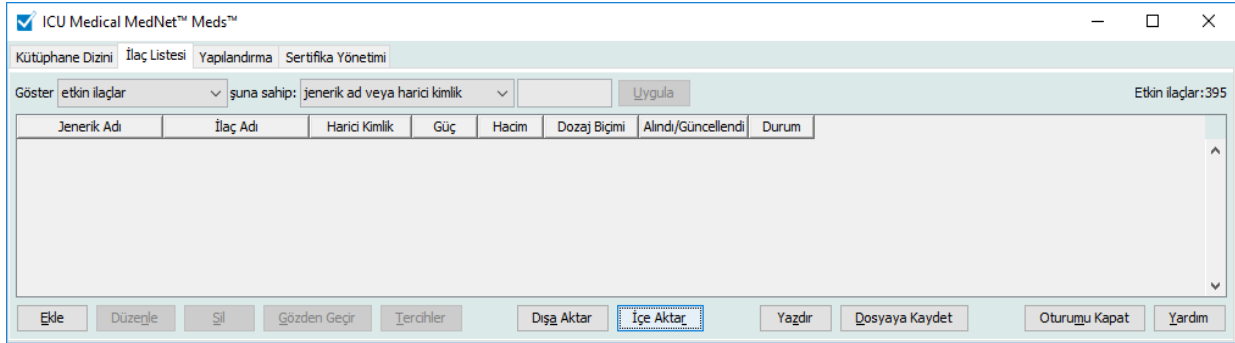 ICU Medical MedNet™ Meds™
Kütüphane Dizini İlaç Listesi Yapılandırma Sertifika Yönetimi
Göster etkin ilaçlar şuna sahip: jenerik ad veya harici kimlik Uygula Etkin ilaçlar:395
Jenerik Adı İlaç Adı Harici Kimlik Güç Hacim Dozaj Biçimi Alındı/Güncellendi Durum
Ekle Düzenle Sil Gözden Geçir Tercihler Dışa Aktar İçe Aktar Yazdır Dosyaya Kaydet Oturumu Kapat Yardım